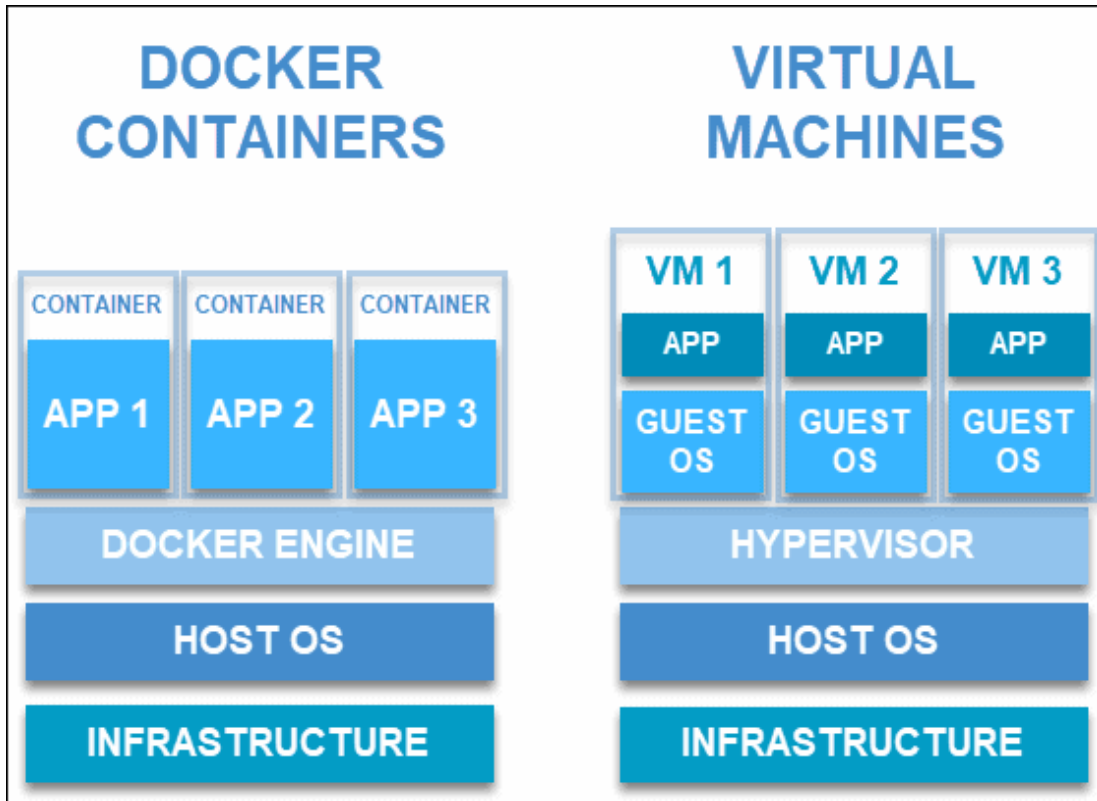 DOCKER
CONTAINERS
CONTAINER
APP 1
CONTAINER
APP 2
CONTAINER
APP 3
DOCKER ENGINE
HOST OS
INFRASTRUCTURE
VIRTUAL
MACHINES
VM 1
APP
GUEST
OS
VM 2
APP
GUEST
OS
VM 3
APP
GUEST
OS
HYPERVISOR
HOST OS
INFRASTRUCTURE